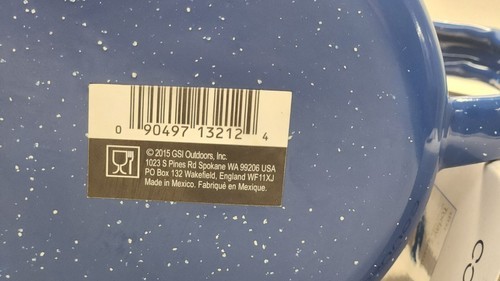 0 90497 13212 4
© 2015 GSI Outdoors, Inc.
1023 S Pines Rd Spokane WA 99206 USA
PO Box 132 Wakefield, England WF11XJ
Made in Mexico. Fabriqué en Mexique.